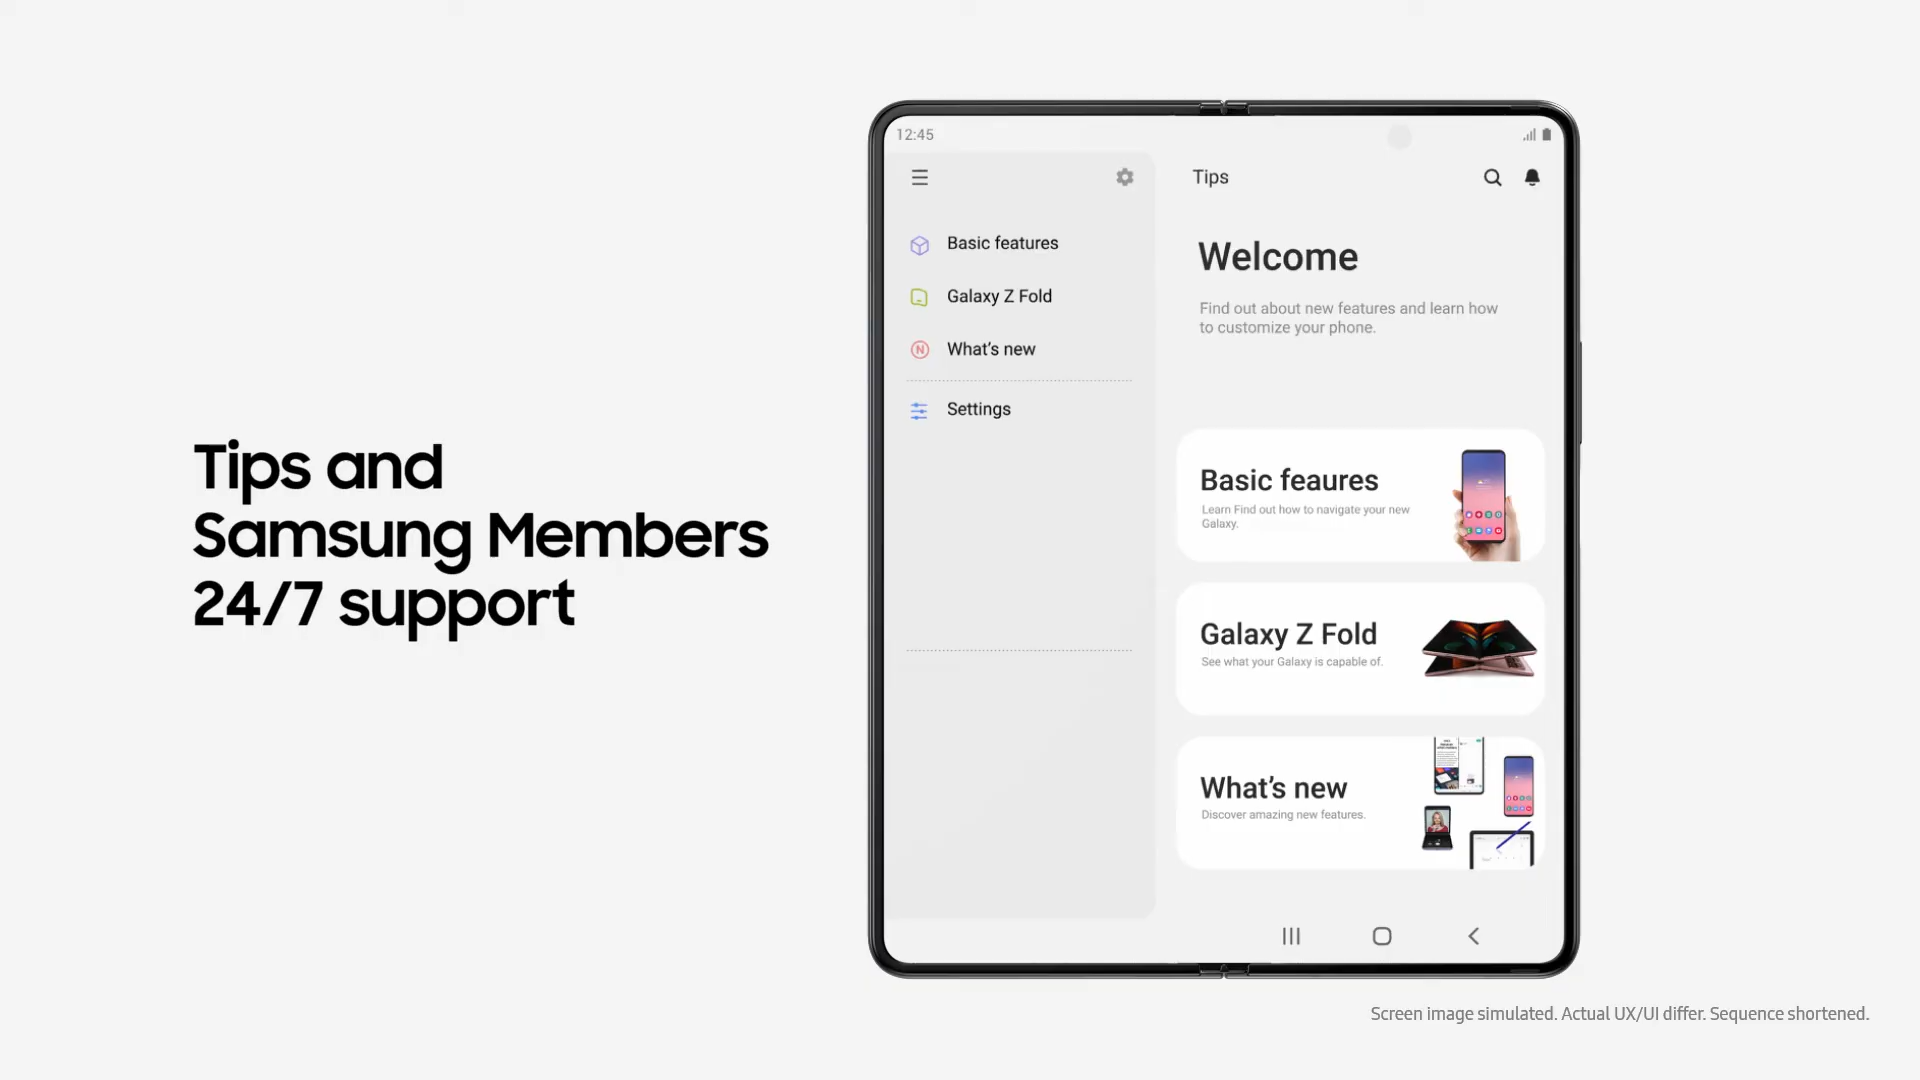 Tips and
Samsung Members
24/7 support
12:45
Basic features
Galaxy Z Fold
What's new
Settings
Tips
Welcome
Find out about new features and learn how
to customize your phone.
Basic feaures
Learn Find out how to navigate your new
Galaxy.
Galaxy Z Fold
See what your Galaxy is capable of.
What's new
Discover amazing new features.
Screen image simulated. Actual UX/UI differ. Sequence shortened.